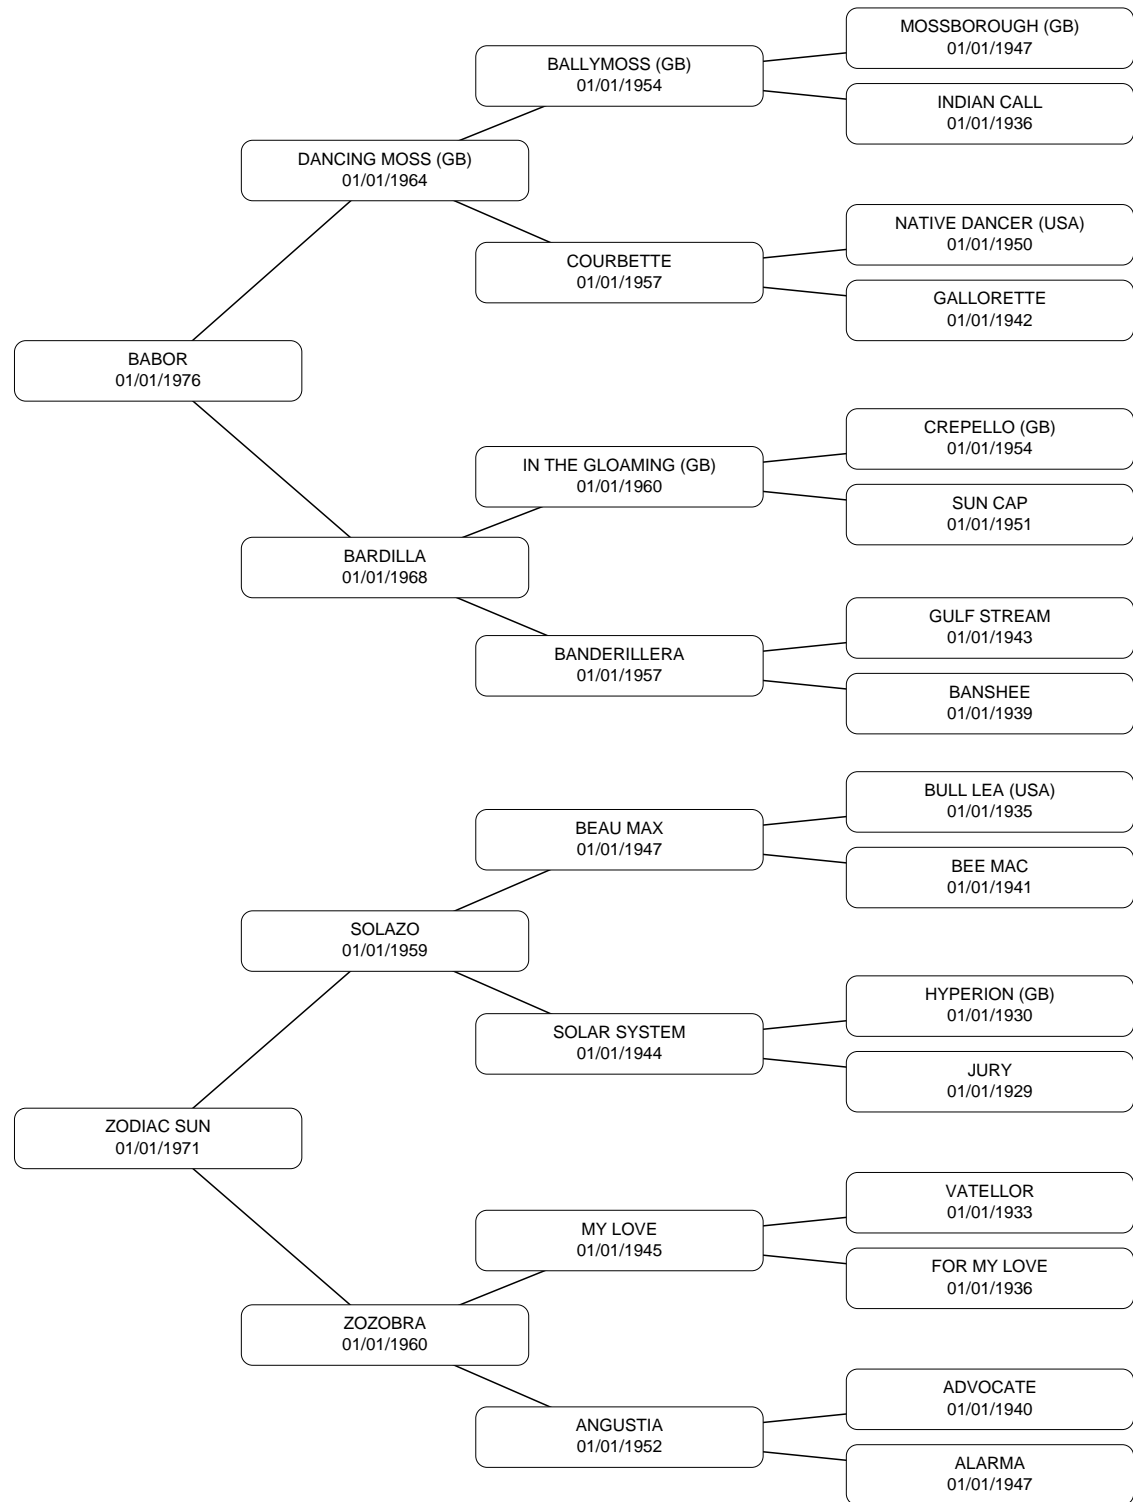 MOSSBOROUGH (GB)
01/01/1947
BALLYMOSS (GB)
01/01/1954
INDIAN CALL
01/01/1936
DANCING MOSS (GB)
01/01/1964
NATIVE DANCER (USA)
01/01/1950
COURBETTE
01/01/1957
GALLORETTE
01/01/1942
BABOR
01/01/1976
CREPELLO (GB)
01/01/1954
IN THE GLOAMING (GB)
01/01/1960
SUN CAP
01/01/1951
BARDILLA
01/01/1968
GULF STREAM
01/01/1943
BANDERILLERA
01/01/1957
BANSHEE
01/01/1939
BULL LEA (USA)
01/01/1935
BEAU MAX
01/01/1947
BEE MAC
01/01/1941
SOLAZO
01/01/1959
HYPERION (GB)
01/01/1930
SOLAR SYSTEM
01/01/1944
JURY
01/01/1929
ZODIAC SUN
01/01/1971
VATELLOR
01/01/1933
MY LOVE
01/01/1945
FOR MY LOVE
01/01/1936
ZOZOBRA
01/01/1960
ADVOCATE
01/01/1940
ANGUSTIA
01/01/1952
ALARMA
01/01/1947